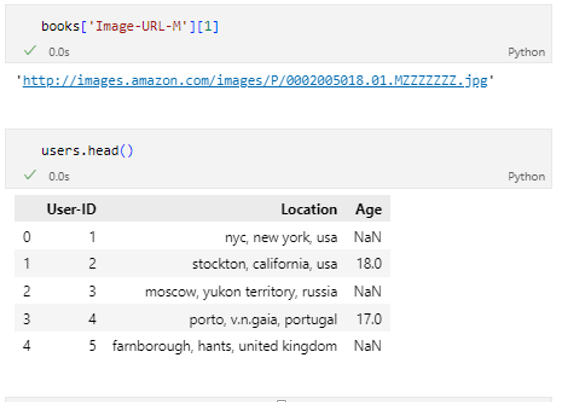 books['Image-URL-M'][1]
0.0s
Python
'http://images.amazon.com/images/P/0002005018.01.MZZZZZZZ.jpg'
users.head()
0.0s
Python
User-ID Location Age
0 1 nyc, new york, usa NaN
1 2 stockton, california, usa 18.0
2 3 moscow, yukon territory, russia NaN
3 4 porto, v.n.gaia, portugal 17.0
4 5 farnborough, hants, united kingdom NaN